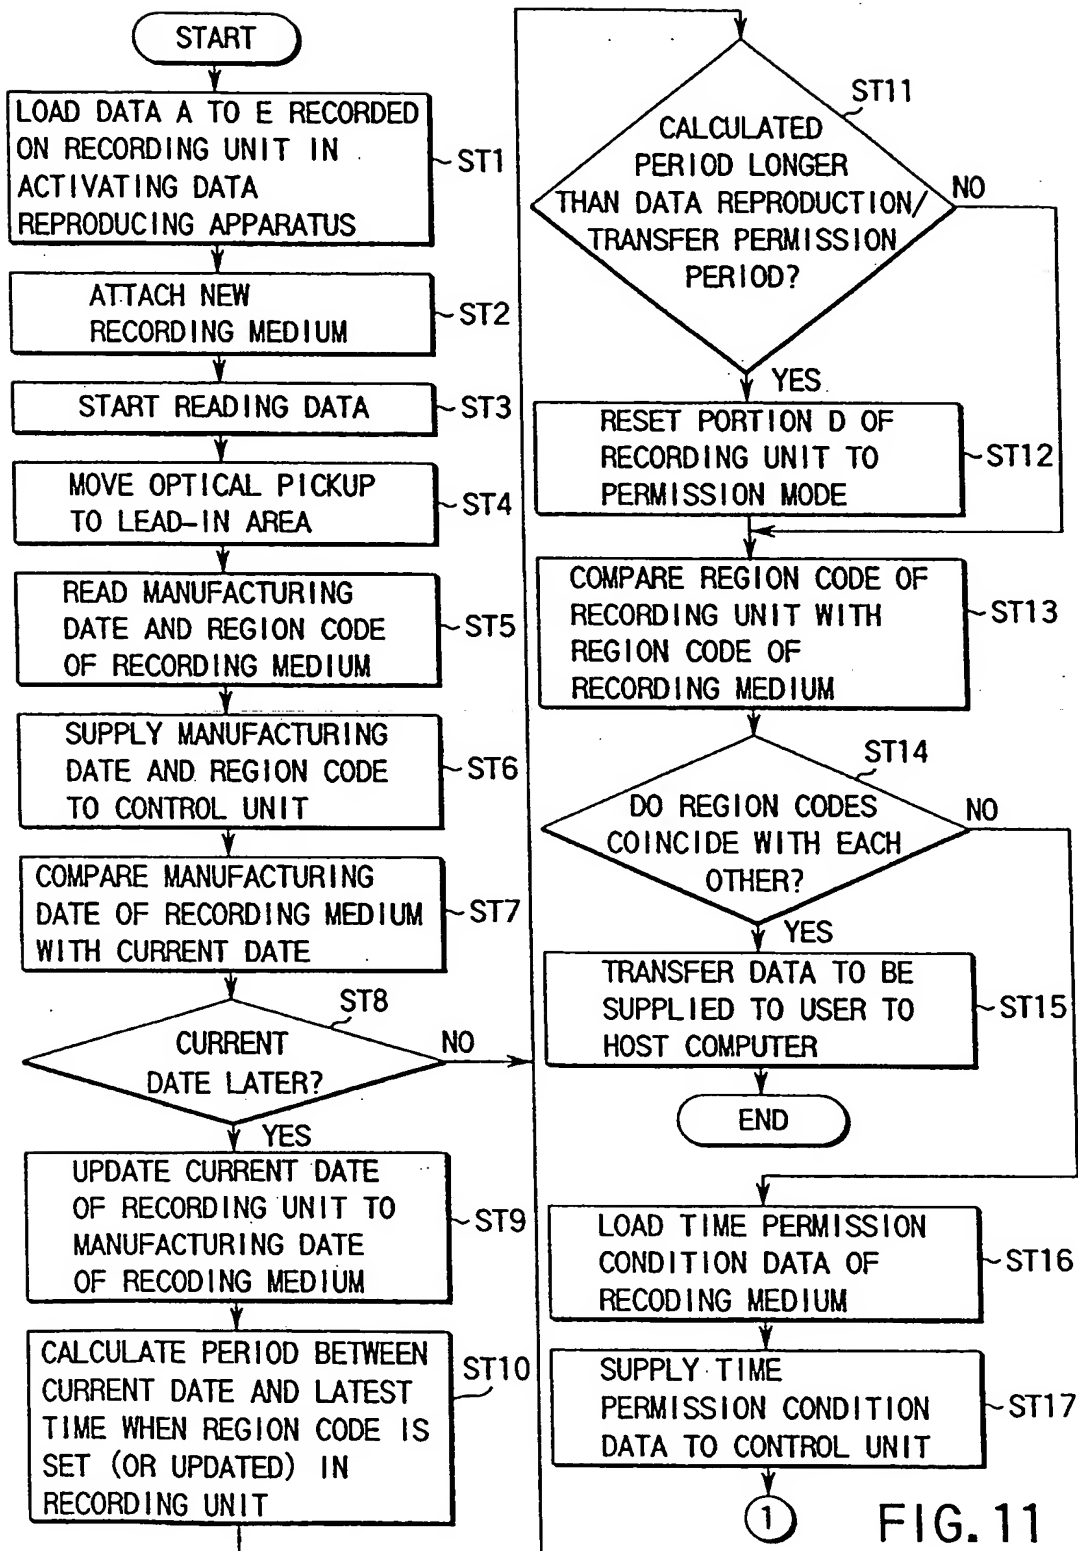 START
LOAD DATA A TO E RECORDED
ON RECORDING UNIT IN
ACTIVATING DATA
REPRODUCING APPARATUS
ST1
ATTACH NEW
RECORDING MEDIUM
ST2
START READING DATA
ST3
MOVE OPTICAL PICKUP
TO LEAD-IN AREA
ST4
READ MANUFACTURING
DATE AND REGION CODE
OF RECORDING MEDIUM
ST5
SUPPLY MANUFACTURING
DATE AND REGION CODE
TO CONTROL UNIT
ST6
COMPARE MANUFACTURING
DATE OF RECORDING MEDIUM
WITH CURRENT DATE
ST7
ST8
CURRENT
DATE LATER?
NO
YES
UPDATE CURRENT DATE
OF RECORDING UNIT TO
MANUFACTURING DATE
OF RECODING MEDIUM
ST9
CALCULATE PERIOD BETWEEN
CURRENT DATE AND LATEST
TIME WHEN REGION CODE IS
SET (OR UPDATED) IN
RECORDING UNIT
ST10
ST11
CALCULATED
PERIOD LONGER
THAN DATA REPRODUCTION/
TRANSFER PERMISSION
PERIOD?
NO
YES
RESET PORTION D OF
RECORDING UNIT TO
PERMISSION MODE
ST12
COMPARE REGION CODE OF
RECORDING UNIT WITH
REGION CODE OF
RECORDING MEDIUM
ST13
ST14
DO REGION CODES
COINCIDE WITH EACH
OTHER?
NO
YES
TRANSFER DATA TO BE
SUPPLIED TO USER TO
HOST COMPUTER
ST15
END
LOAD TIME PERMISSION
CONDITION DATA OF
RECODING MEDIUM
ST16
SUPPLY TIME
PERMISSION CONDITION
DATA TO CONTROL UNIT
ST17
1
FIG. 11